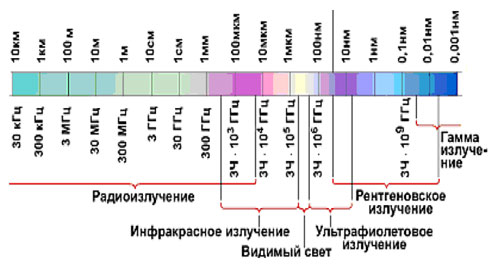 10км
1км
100 м
10м
1 м
10см
1см
1мм
100мкм
10мкм
1мкм
100нм
10нм
1нм
0,1нм
0,01нм
0,001нм
30 кГц
300 кГц
3 МГц
30 МГц
300 МГц
3 ГГц
30 ГГц
300 ГГц
3Ч · 10³ ГГц
3Ч · 10⁴ ГГц
3Ч · 10⁵ ГГц
3Ч · 10⁶ ГГц
3Ч · 10⁹ ГГц
Гамма
излуче-
ние
Радиоизлучение
Рентгеновское
излучение
Инфракрасное излучение
Ультрафиолетовое
излучение
Видимый свет